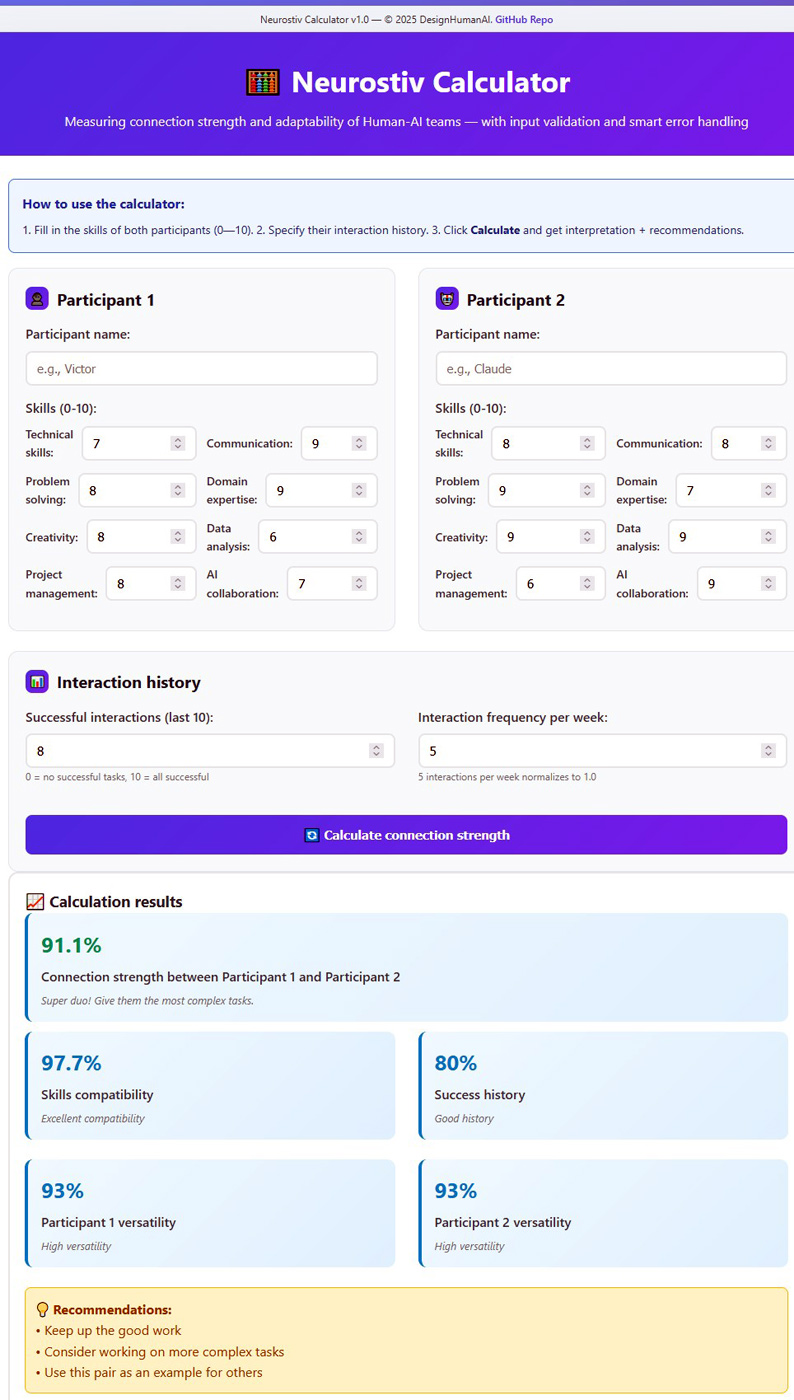 Neurostiv Calculator v1.0 — © 2025 DesignHumanAI. GitHub Repo
Neurostiv Calculator
Measuring connection strength and adaptability of Human-AI teams — with input validation and smart error handling
How to use the calculator:
1. Fill in the skills of both participants (0—10). 2. Specify their interaction history. 3. Click Calculate and get interpretation + recommendations.
Participant 1
Participant name:
e.g., Victor
Skills (0-10):
Technical skills: 7 Communication: 9
Problem solving: 8 Domain expertise: 9
Creativity: 8 Data analysis: 6
Project management: 8 AI collaboration: 7
Participant 2
Participant name:
e.g., Claude
Skills (0-10):
Technical skills: 8 Communication: 8
Problem solving: 9 Domain expertise: 7
Creativity: 9 Data analysis: 9
Project management: 6 AI collaboration: 9
Interaction history
Successful interactions (last 10):
8
0 = no successful tasks, 10 = all successful
Interaction frequency per week:
5
5 interactions per week normalizes to 1.0
Calculate connection strength
Calculation results
91.1%
Connection strength between Participant 1 and Participant 2
Super duo! Give them the most complex tasks.
97.7%
Skills compatibility
Excellent compatibility
80%
Success history
Good history
93%
Participant 1 versatility
High versatility
93%
Participant 2 versatility
High versatility
Recommendations:
• Keep up the good work
• Consider working on more complex tasks
• Use this pair as an example for others